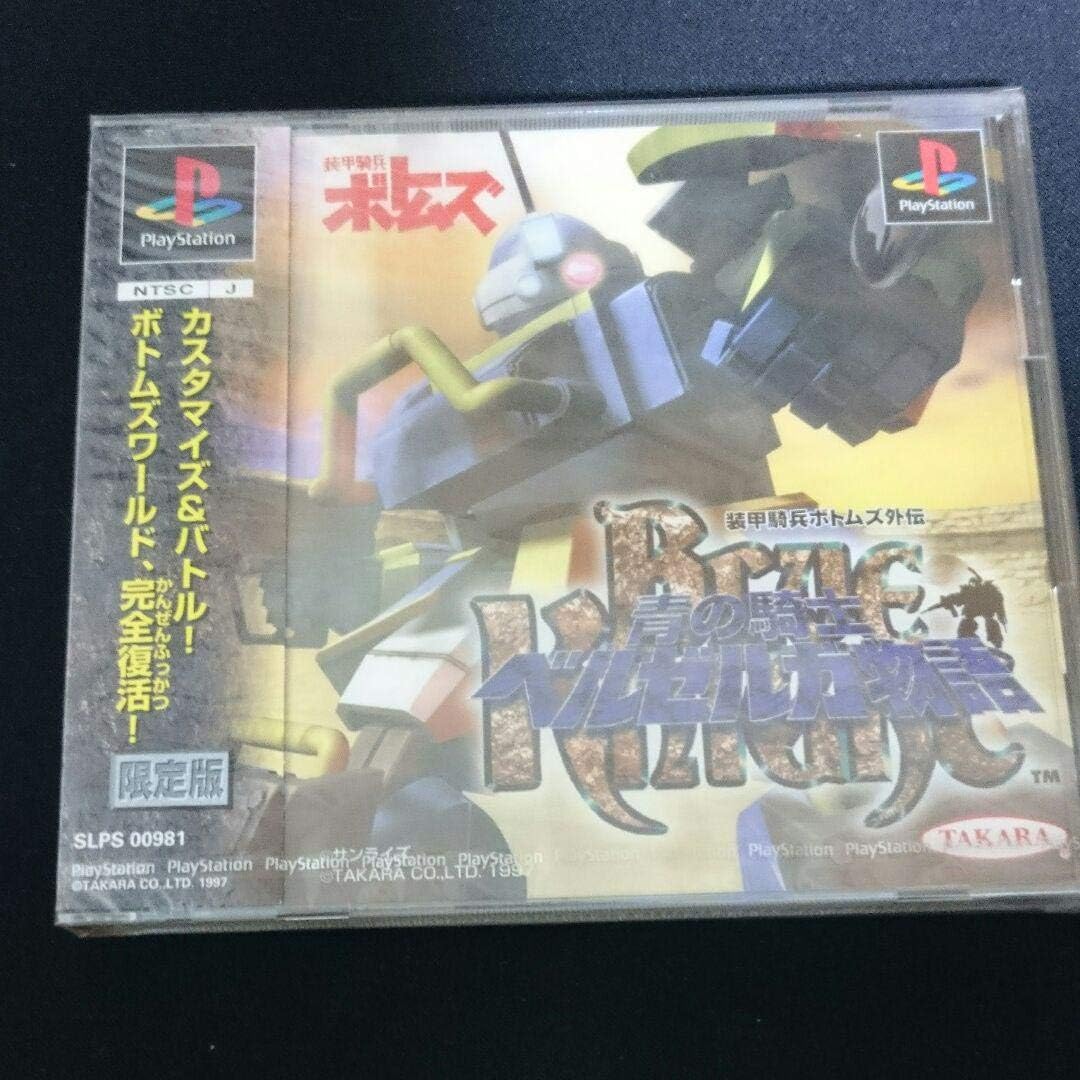 PlayStation
NTSC J
カスタマイズ&バトル!
ボトムズワールド、完全復活!
かんぜんふっかつ
限定版
SLPS 00981
PlayStation PlayStation PlayStation PlayStation PlayStation
©TAKARA CO.,LTD. 1997
装甲騎兵
ボトムズ
PlayStation
装甲騎兵ボトムズ外伝
青の騎士
ベルゼルガ物語
TM
TAKARA
©サンライズ
©TAKARA CO.,LTD. 1997
PlayStation PlayStation